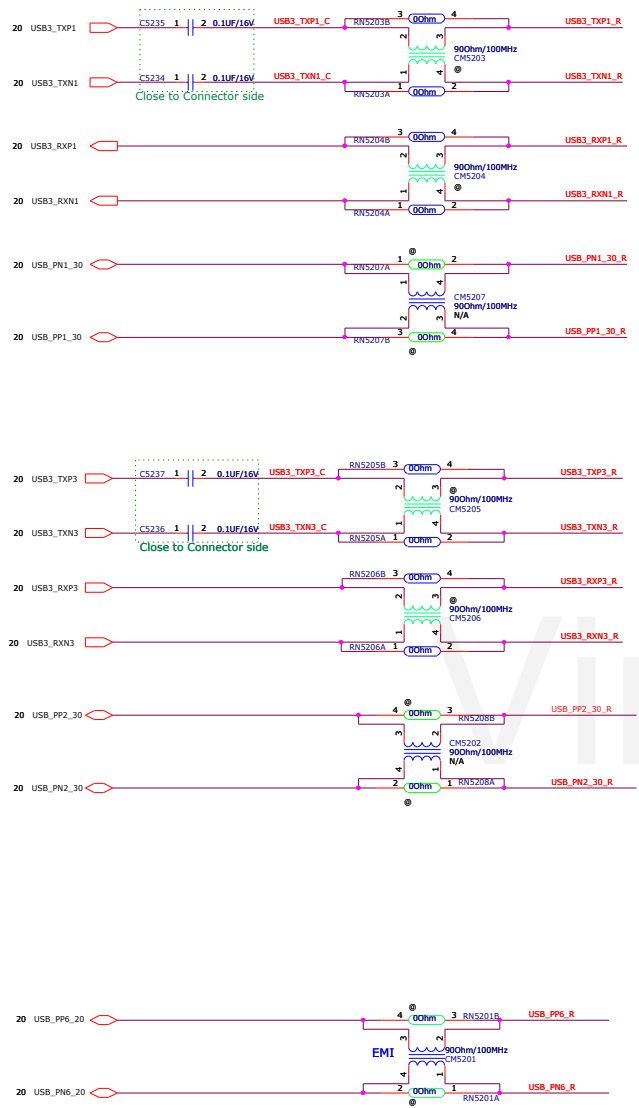 3 0Ohm 4
20 USB3_TXP1 C5235 1 2 0.1UF/16V USB3_TXP1_C RN5203B USB3_TXP1_R
2 3
90Ohm/100MHz
CM5203
1 4 @
20 USB3_TXN1 C5234 1 2 0.1UF/16V USB3_TXN1_C USB3_TXN1_R
1 0Ohm 2
Close to Connector side RN5203A
3 0Ohm 4
20 USB3_RXP1 RN5204B USB3_RXP1_R
2 3
90Ohm/100MHz
CM5204
1 4 @
20 USB3_RXN1 USB3_RXN1_R
1 0Ohm 2
RN5204A
@
20 USB_PN1_30 1 0Ohm 2 USB_PN1_30_R
RN5207A
1 4
CM5207
90Ohm/100MHz
2 3 N/A
20 USB_PP1_30 3 0Ohm 4 USB_PP1_30_R
RN5207B
@
RN5205B 3 0Ohm 4
20 USB3_TXP3 C5237 1 2 0.1UF/16V USB3_TXP3_C USB3_TXP3_R
2 3 @
90Ohm/100MHz
CM5205
1 4
20 USB3_TXN3 C5236 1 2 0.1UF/16V USB3_TXN3_C USB3_TXN3_R
RN5205A 1 0Ohm 2
Close to Connector side
RN5206B 3 0Ohm 4
20 USB3_RXP3 USB3_RXP3_R
2 3 @
90Ohm/100MHz
CM5206
1 4
20 USB3_RXN3 USB3_RXN3_R
RN5206A 1 0Ohm 2
@
20 USB_PP2_30 4 0Ohm 3 USB_PP2_30_R
RN5208B
3 2
CM5202
90Ohm/100MHz
4 1 N/A
20 USB_PN2_30 2 0Ohm 1 RN5208A USB_PN2_30_R
@
@
20 USB_PP6_20 4 0Ohm 3 RN5201B USB_PP6_R
3 2
EMI 90Ohm/100MHz
CM5201
4 1
20 USB_PN6_20 2 0Ohm 1 USB_PN6_R
RN5201A
@